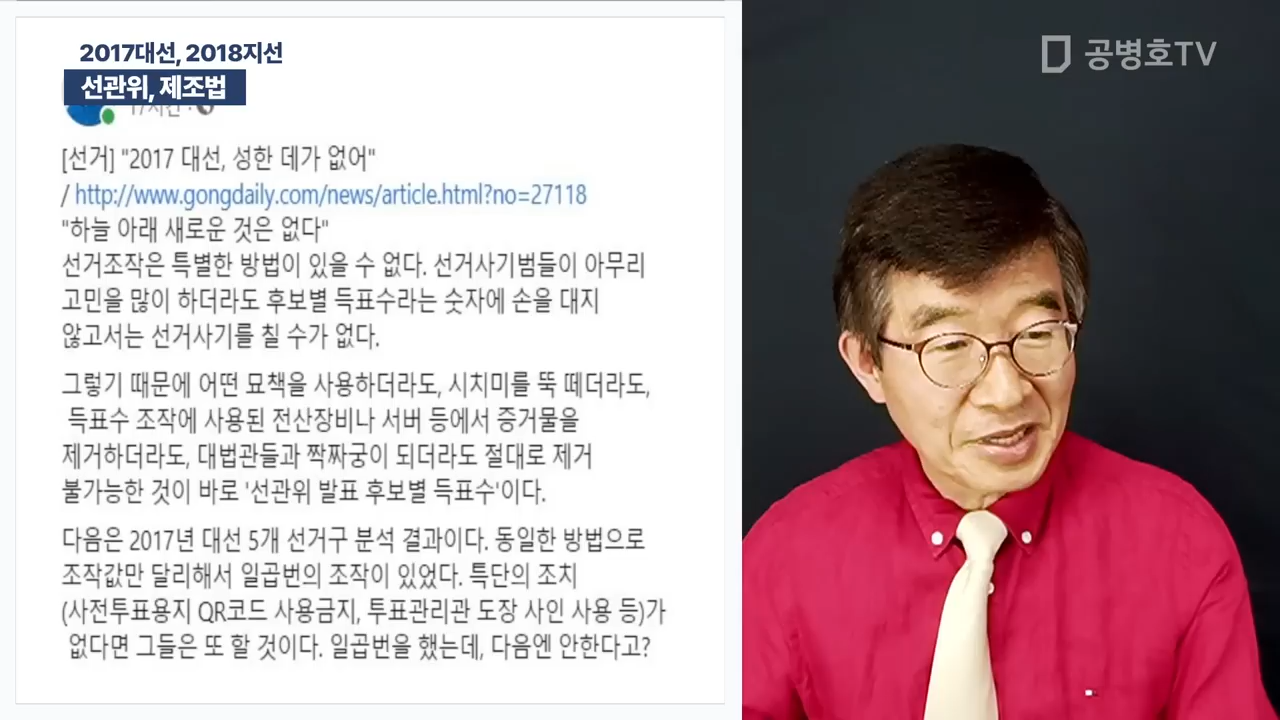 2017대선, 2018지선
선관위, 제조법
공병호TV
[선거] "2017 대선, 성한 데가 없어"
/ http://www.gongdaily.com/news/article.html?no=27118
"하늘 아래 새로운 것은 없다"
선거조작은 특별한 방법이 있을 수 없다. 선거사기범들이 아무리
고민을 많이 하더라도 후보별 득표수라는 숫자에 손을 대지
않고서는 선거사기를 칠 수가 없다.
그렇기 때문에 어떤 묘책을 사용하더라도, 시치미를 뚝 떼더라도,
득표수 조작에 사용된 전산장비나 서버 등에서 증거물을
제거하더라도, 대법관들과 짝짜궁이 되더라도 절대로 제거
불가능한 것이 바로 '선관위 발표 후보별 득표수'이다.
다음은 2017년 대선 5개 선거구 분석 결과이다. 동일한 방법으로
조작값만 달리해서 일곱번의 조작이 있었다. 특단의 조치
(사전투표용지 QR코드 사용금지, 투표관리관 도장 사인 사용 등)가
없다면 그들은 또 할 것이다. 일곱번을 했는데, 다음엔 안한다고?